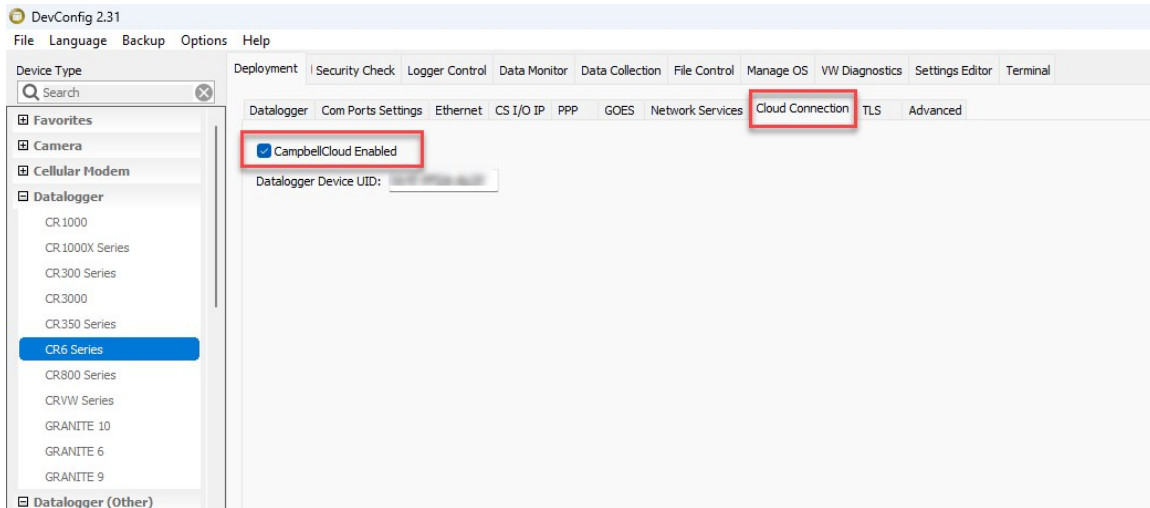 DevConfig 2.31
File Language Backup Options Help
Device Type
Search
Favorites
Camera
Cellular Modem
Datalogger
CR1000
CR1000X Series
CR300 Series
CR3000
CR350 Series
CR6 Series
CR800 Series
CRVW Series
GRANITE 10
GRANITE 6
GRANITE 9
Datalogger (Other)
Deployment Security Check Logger Control Data Monitor Data Collection File Control Manage OS VW Diagnostics Settings Editor Terminal
Datalogger Com Ports Settings Ethernet CS I/O IP PPP GOES Network Services Cloud Connection TLS Advanced
CampbellCloud Enabled
Datalogger Device UID: